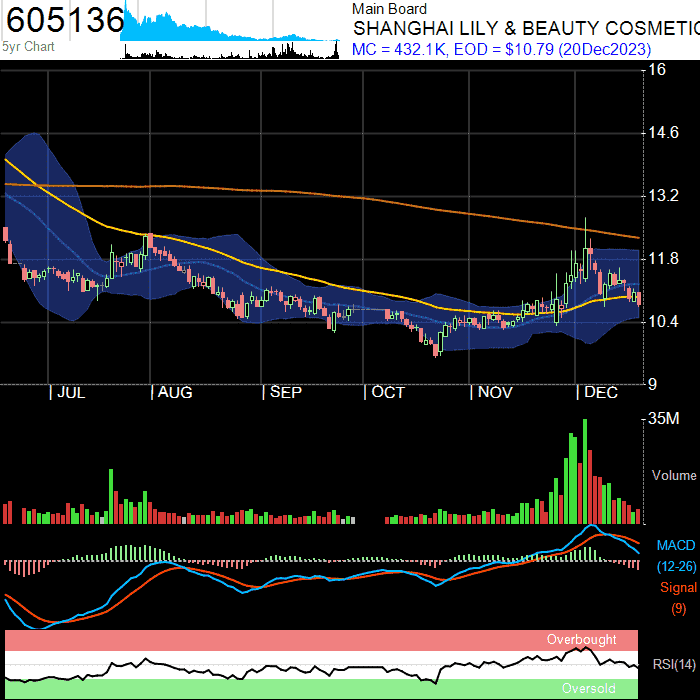 605136
5yr Chart
Main Board
SHANGHAI LILY & BEAUTY COSMETIC
MC = 432.1K, EOD = $10.79 (20Dec2023)
16
14.6
13.2
11.8
10.4
9
JUL AUG SEP OCT NOV DEC
35M
Volume
MACD
(12-26)
Signal
(9)
Overbought
RSI(14)
Oversold